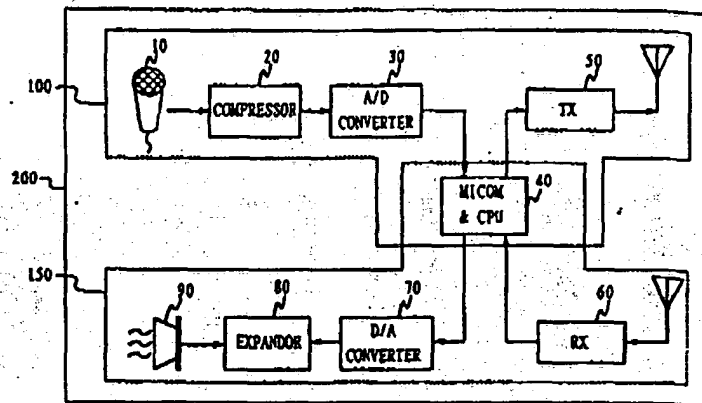 10
20
30
50
100
COMPRESSOR
A/D
CONVERTER
TX
200
MICOM
& CPU
40
150
90
80
70
60
EXPANDOR
D/A
CONVERTER
RX